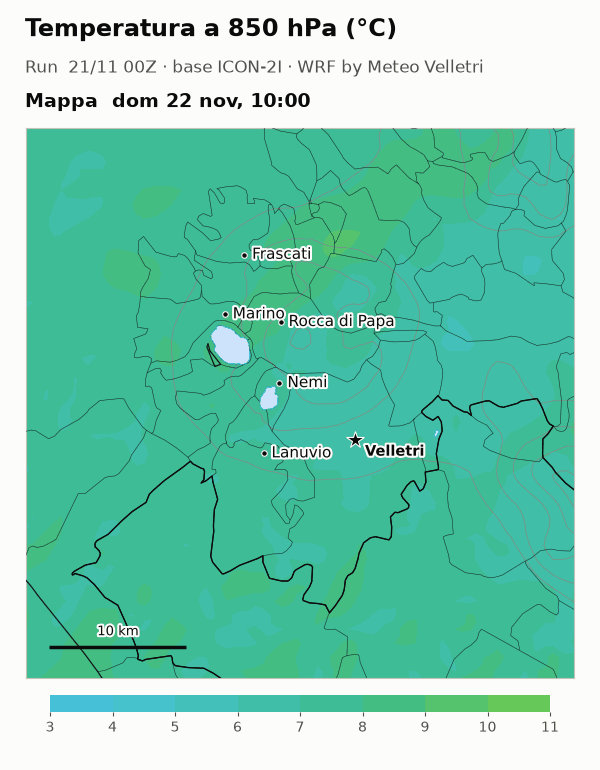 Temperatura a 850 hPa (°C)
Run  21/11 00Z · base ICON-2I · WRF by Meteo Velletri
Mappa  dom 22 nov, 10:00
Frascati
Marino
Rocca di Papa
Nemi
Lanuvio
Velletri
10 km
3 4 5 6 7 8 9 10 11